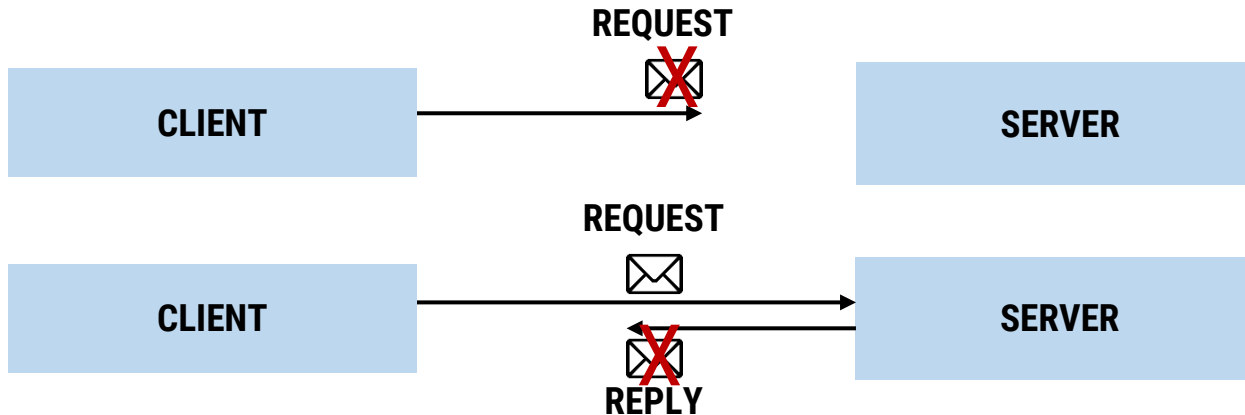 REQUEST
CLIENT
SERVER
REQUEST
CLIENT
SERVER
REPLY